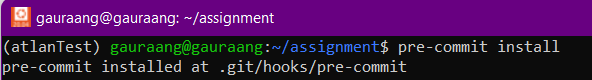 gauraang@gauraang: ~/assignment
(atlanTest) gauraang@gauraang:~/assignment$ pre-commit install
pre-commit installed at .git/hooks/pre-commit